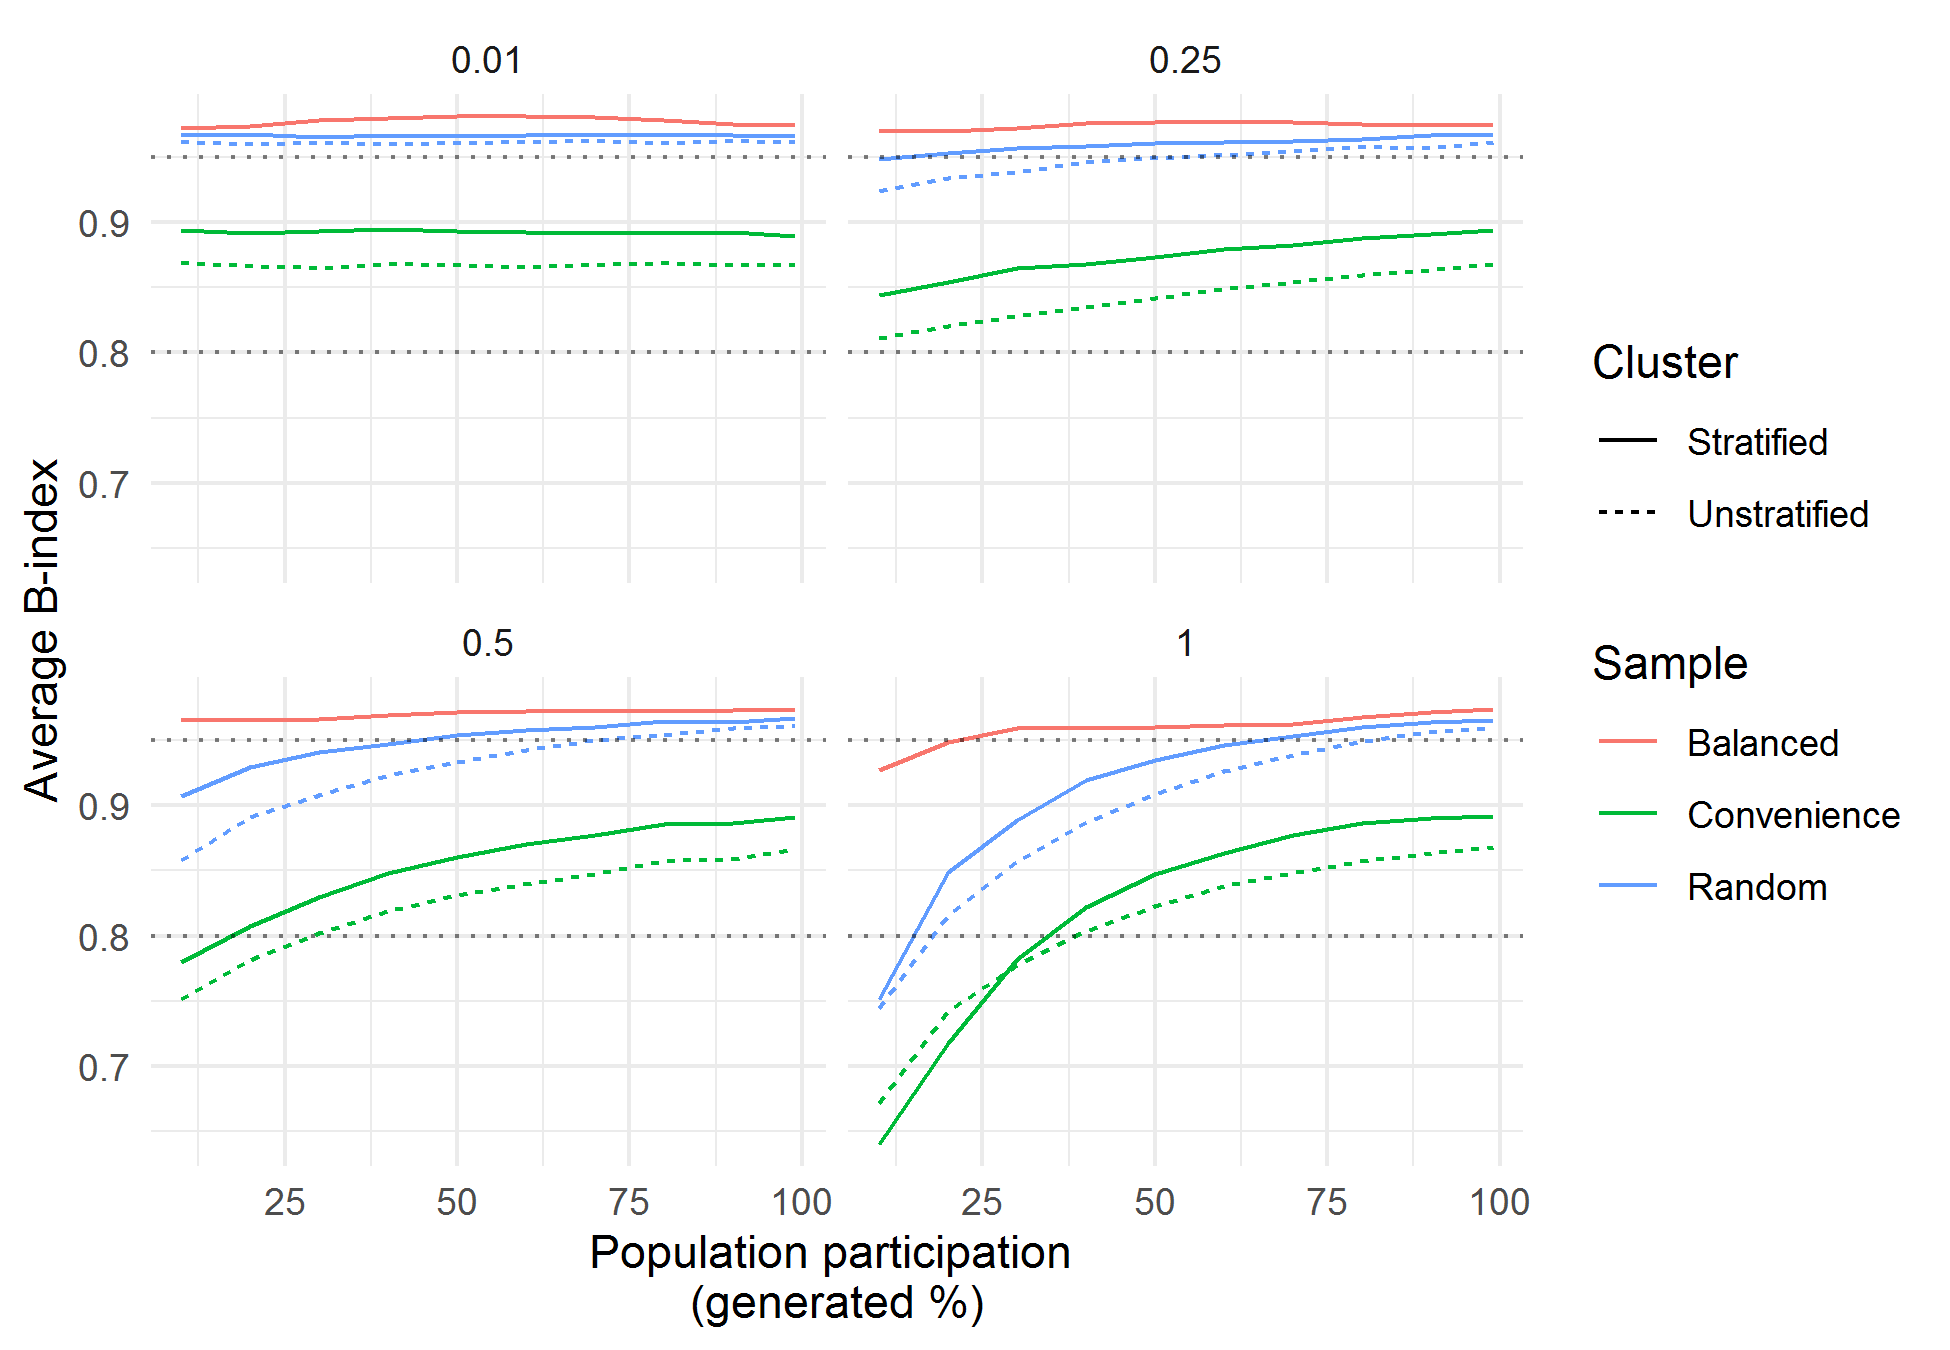 0.01
0.25
0.9
0.8
0.7
0.5
1
0.9
0.8
0.7
25
50
75
100
25
50
75
100
Average B-index
Population participation
(generated %)
Cluster
Stratified
Unstratified
Sample
Balanced
Convenience
Random